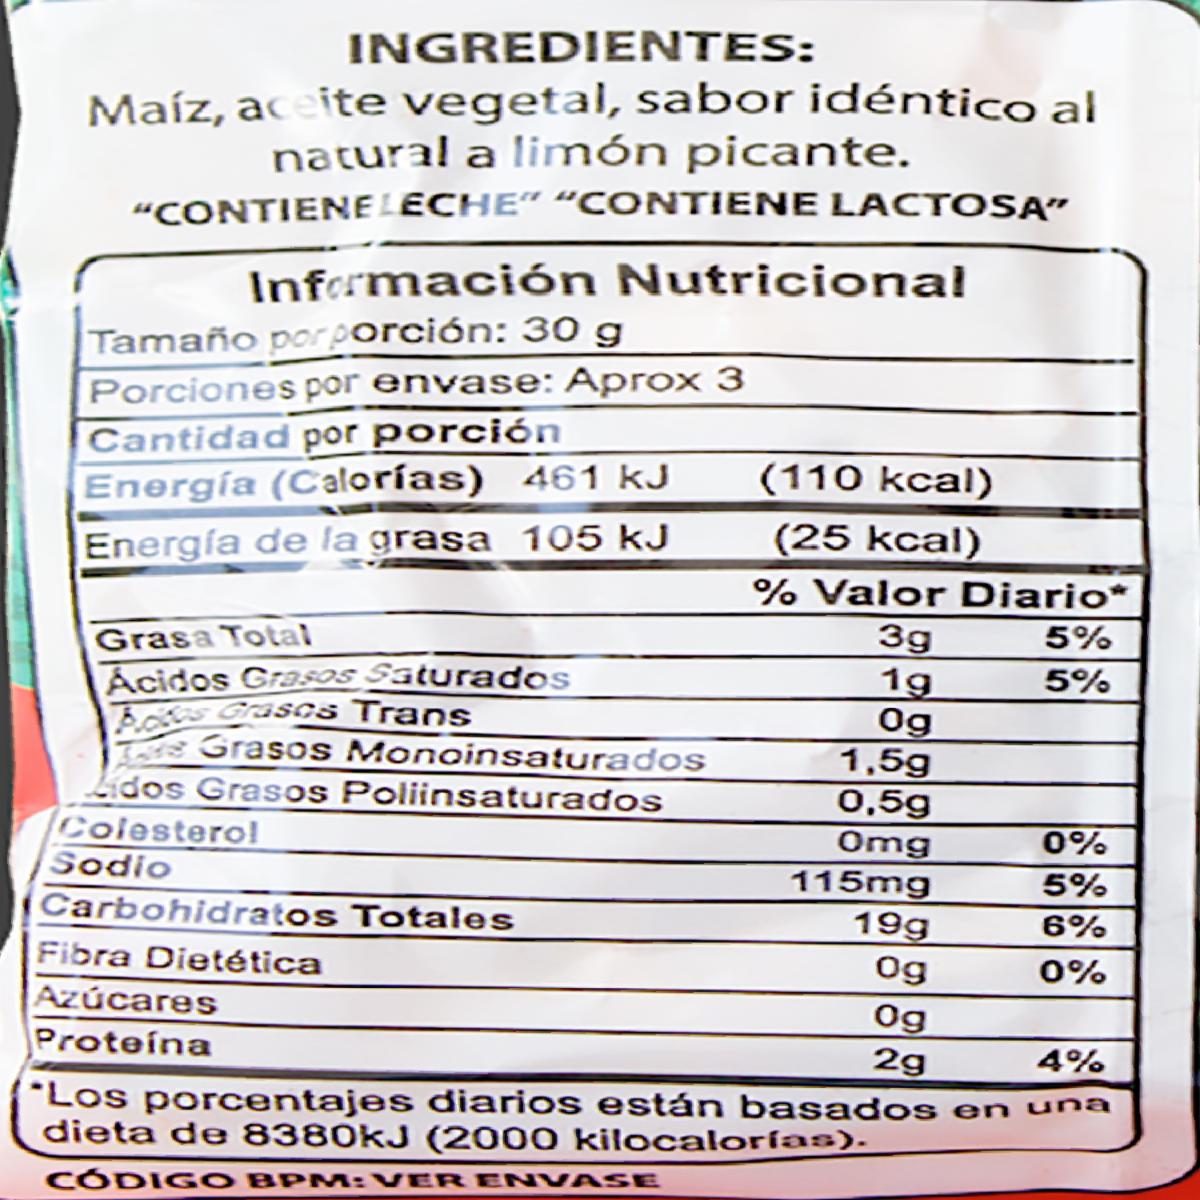 INGREDIENTES:
Maíz, aceite vegetal, sabor idéntico al
natural a limón picante.
“CONTIENE LECHE” “CONTIENE LACTOSA”
Información Nutricional
Tamaño por porción: 30 g
Porciones por envase: Aprox 3
Cantidad por porción
Energía (Calorías) 461 kJ (110 kcal)
Energía de la grasa 105 kJ (25 kcal)
% Valor Diario*
Grasa Total 3g 5%
Ácidos Grasos Saturados 1g 5%
Ácidos Grasos Trans 0g
Grasos Monoinsaturados 1,5g
Ácidos Grasos Poliinsaturados 0,5g
Colesterol 0mg 0%
Sodio 115mg 5%
Carbohidratos Totales 19g 6%
Fibra Dietética 0g 0%
Azúcares 0g
Proteína 2g 4%
*Los porcentajes diarios están basados en una
dieta de 8380kJ (2000 kilocalorías).
CÓDIGO BPM: VER ENVASE